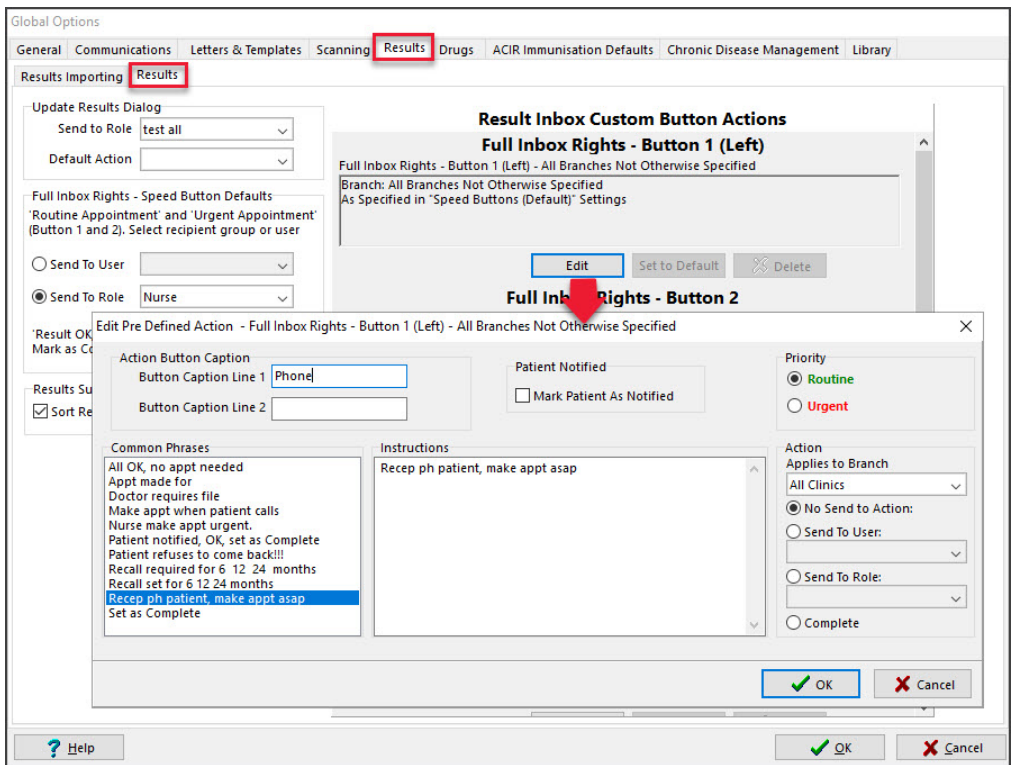 Global Options
General Communications Letters & Templates Scanning Results Drugs ACIR Immunisation Defaults Chronic Disease Management Library
Results Importing Results
Update Results Dialog
Send to Role test all
Default Action
Full Inbox Rights - Speed Button Defaults
'Routine Appointment' and 'Urgent Appointment'
(Button 1 and 2). Select recipient group or user
Send To User
Send To Role Nurse
'Result OK
Mark as Co
Results Su
Sort Re
Result Inbox Custom Button Actions
Full Inbox Rights - Button 1 (Left)
Full Inbox Rights - Button 1 (Left) - All Branches Not Otherwise Specified
Branch: All Branches Not Otherwise Specified
As Specified in "Speed Buttons (Default)" Settings
Edit Set to Default Delete
Full Inbox Rights - Button 2
Edit Pre Defined Action - Full Inbox Rights - Button 1 (Left) - All Branches Not Otherwise Specified
Action Button Caption
Button Caption Line 1 Phone
Button Caption Line 2
Patient Notified
Mark Patient As Notified
Priority
Routine
Urgent
Common Phrases
All OK, no appt needed
Appt made for
Doctor requires file
Make appt when patient calls
Nurse make appt urgent.
Patient notified, OK, set as Complete
Patient refuses to come back!!!
Recall required for 6 12 24 months
Recall set for 6 12 24 months
Recep ph patient, make appt asap
Set as Complete
Instructions
Recep ph patient, make appt asap
Action
Applies to Branch
All Clinics
No Send to Action:
Send To User:
Send To Role:
Complete
OK Cancel
Help OK Cancel